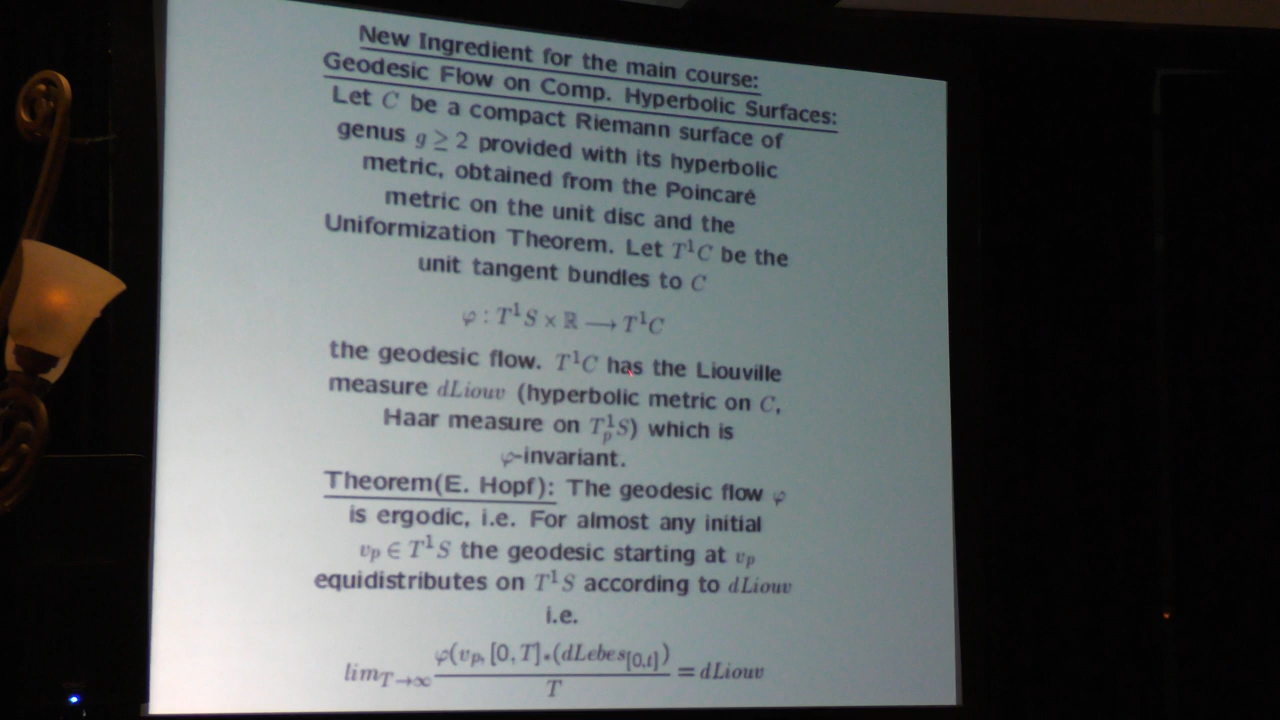 New Ingredient for the main course:
Geodesic Flow on Comp. Hyperbolic Surfaces:
Let C be a compact Riemann surface of
genus g ≥ 2 provided with its hyperbolic
metric, obtained from the Poincaré
metric on the unit disc and the
Uniformization Theorem. Let T¹C be the
unit tangent bundles to C
φ : T¹S × ℝ ⟶ T¹C
the geodesic flow. T¹C has the Liouville
measure dLiouv (hyperbolic metric on C,
Haar measure on T¹ₚS) which is
φ-invariant.
Theorem(E. Hopf): The geodesic flow φ
is ergodic, i.e. For almost any initial
vₚ ∈ T¹S the geodesic starting at vₚ
equidistributes on T¹S according to dLiouv
i.e.
lim_{T→∞} φ(vₚ, [0, T]⋆(dLebes_{[0,t]}) / T = dLiouv